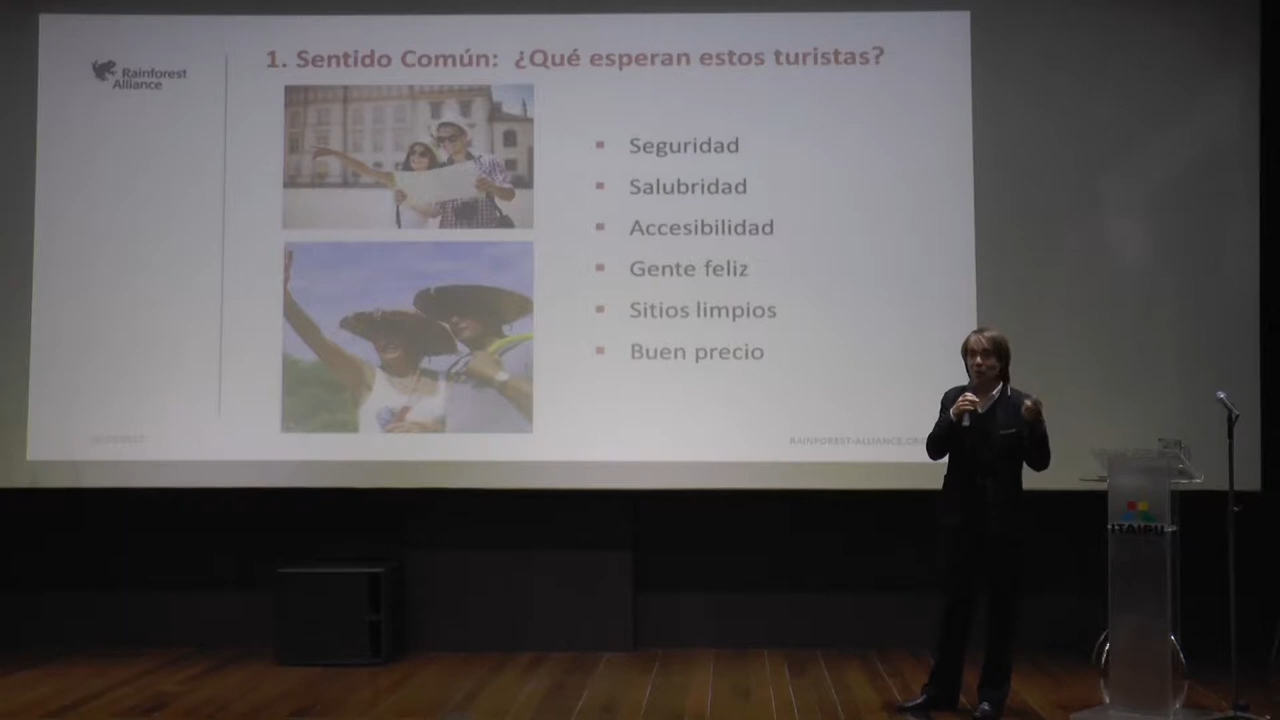 Rainforest
Alliance
1. Sentido Común: ¿Qué esperan estos turistas?
Seguridad
Salubridad
Accesibilidad
Gente feliz
Sitios limpios
Buen precio
RAINFOREST-ALLIANCE.ORG
ITAIPU